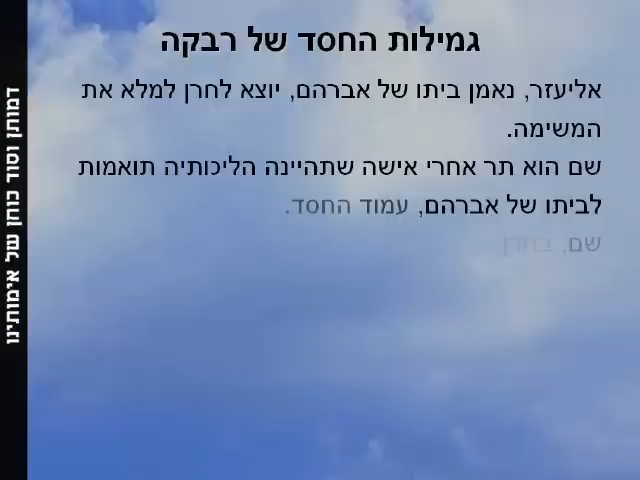 גמילות החסד של רבקה
אליעזר, נאמן ביתו של אברהם, יוצא לחרן למלא את
המשימה.
שם הוא תר אחרי אישה שתהיינה הליכותיה תואמות
לביתו של אברהם, עמוד החסד.
שם, בחרן
דמותן וסוד כוחן של אימותינו